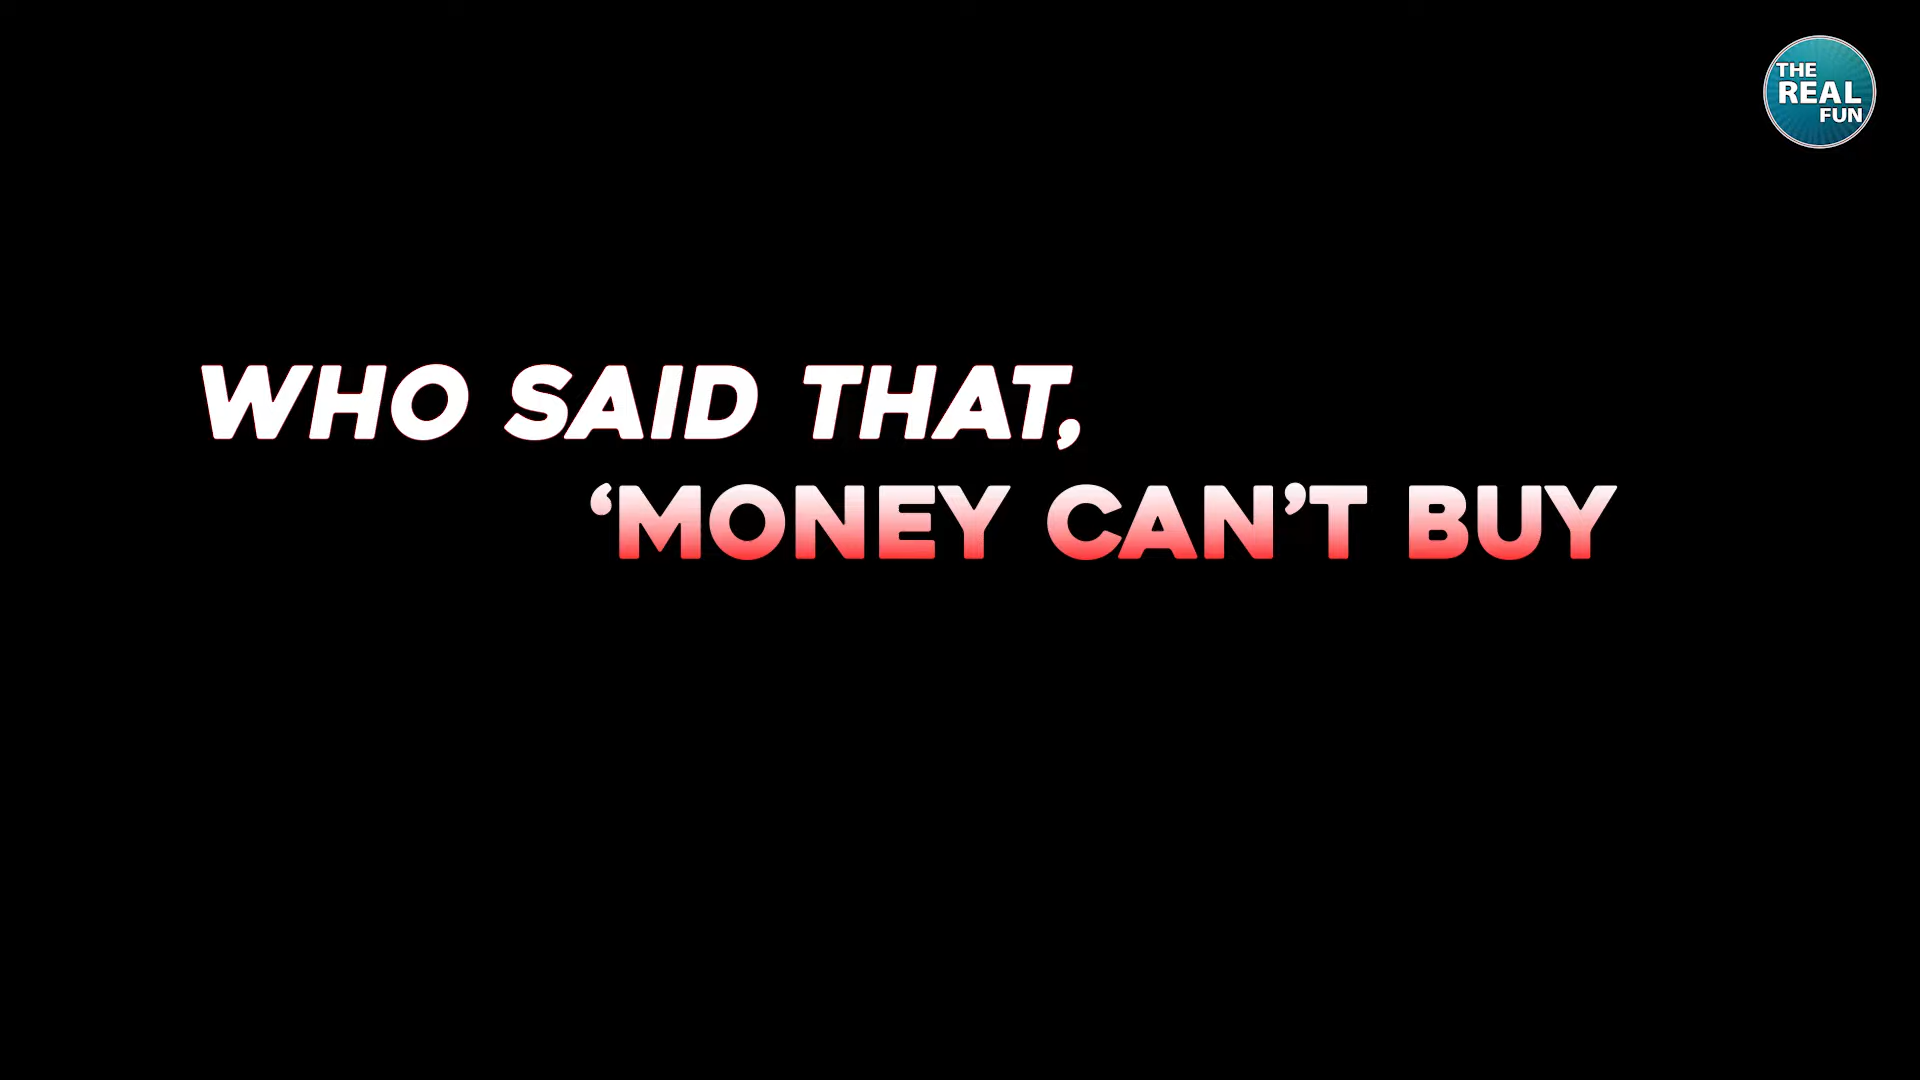 THE
REAL
FUN
WHO SAID THAT,
‘MONEY CAN’T BUY